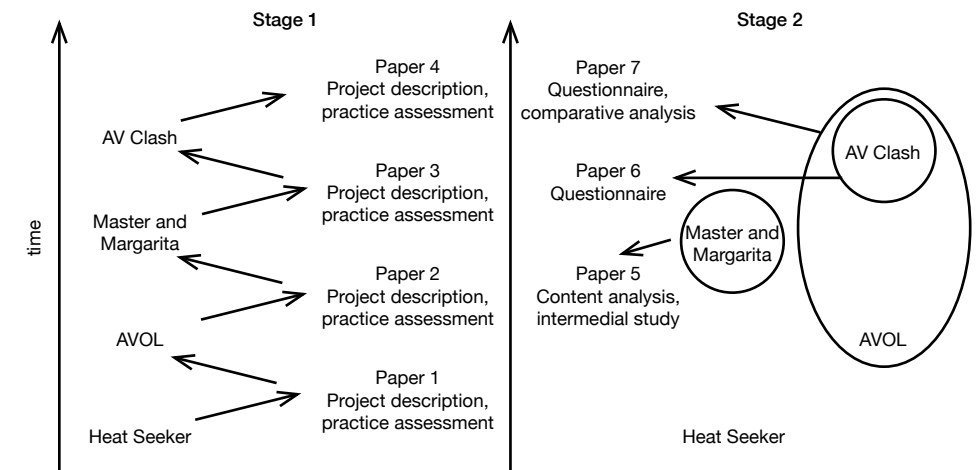 Stage 1
Paper 4
Project description,
practice assessment
AV Clash
Paper 3
Project description,
practice assessment
Master and
Margarita
Paper 2
Project description,
practice assessment
AVOL
Paper 1
Project description,
practice assessment
Heat Seeker
time
Stage 2
Paper 7
Questionnaire,
comparative analysis
AV Clash
Paper 6
Questionnaire
Master and
Margarita
Paper 5
Content analysis,
intermedial study
AVOL
Heat Seeker